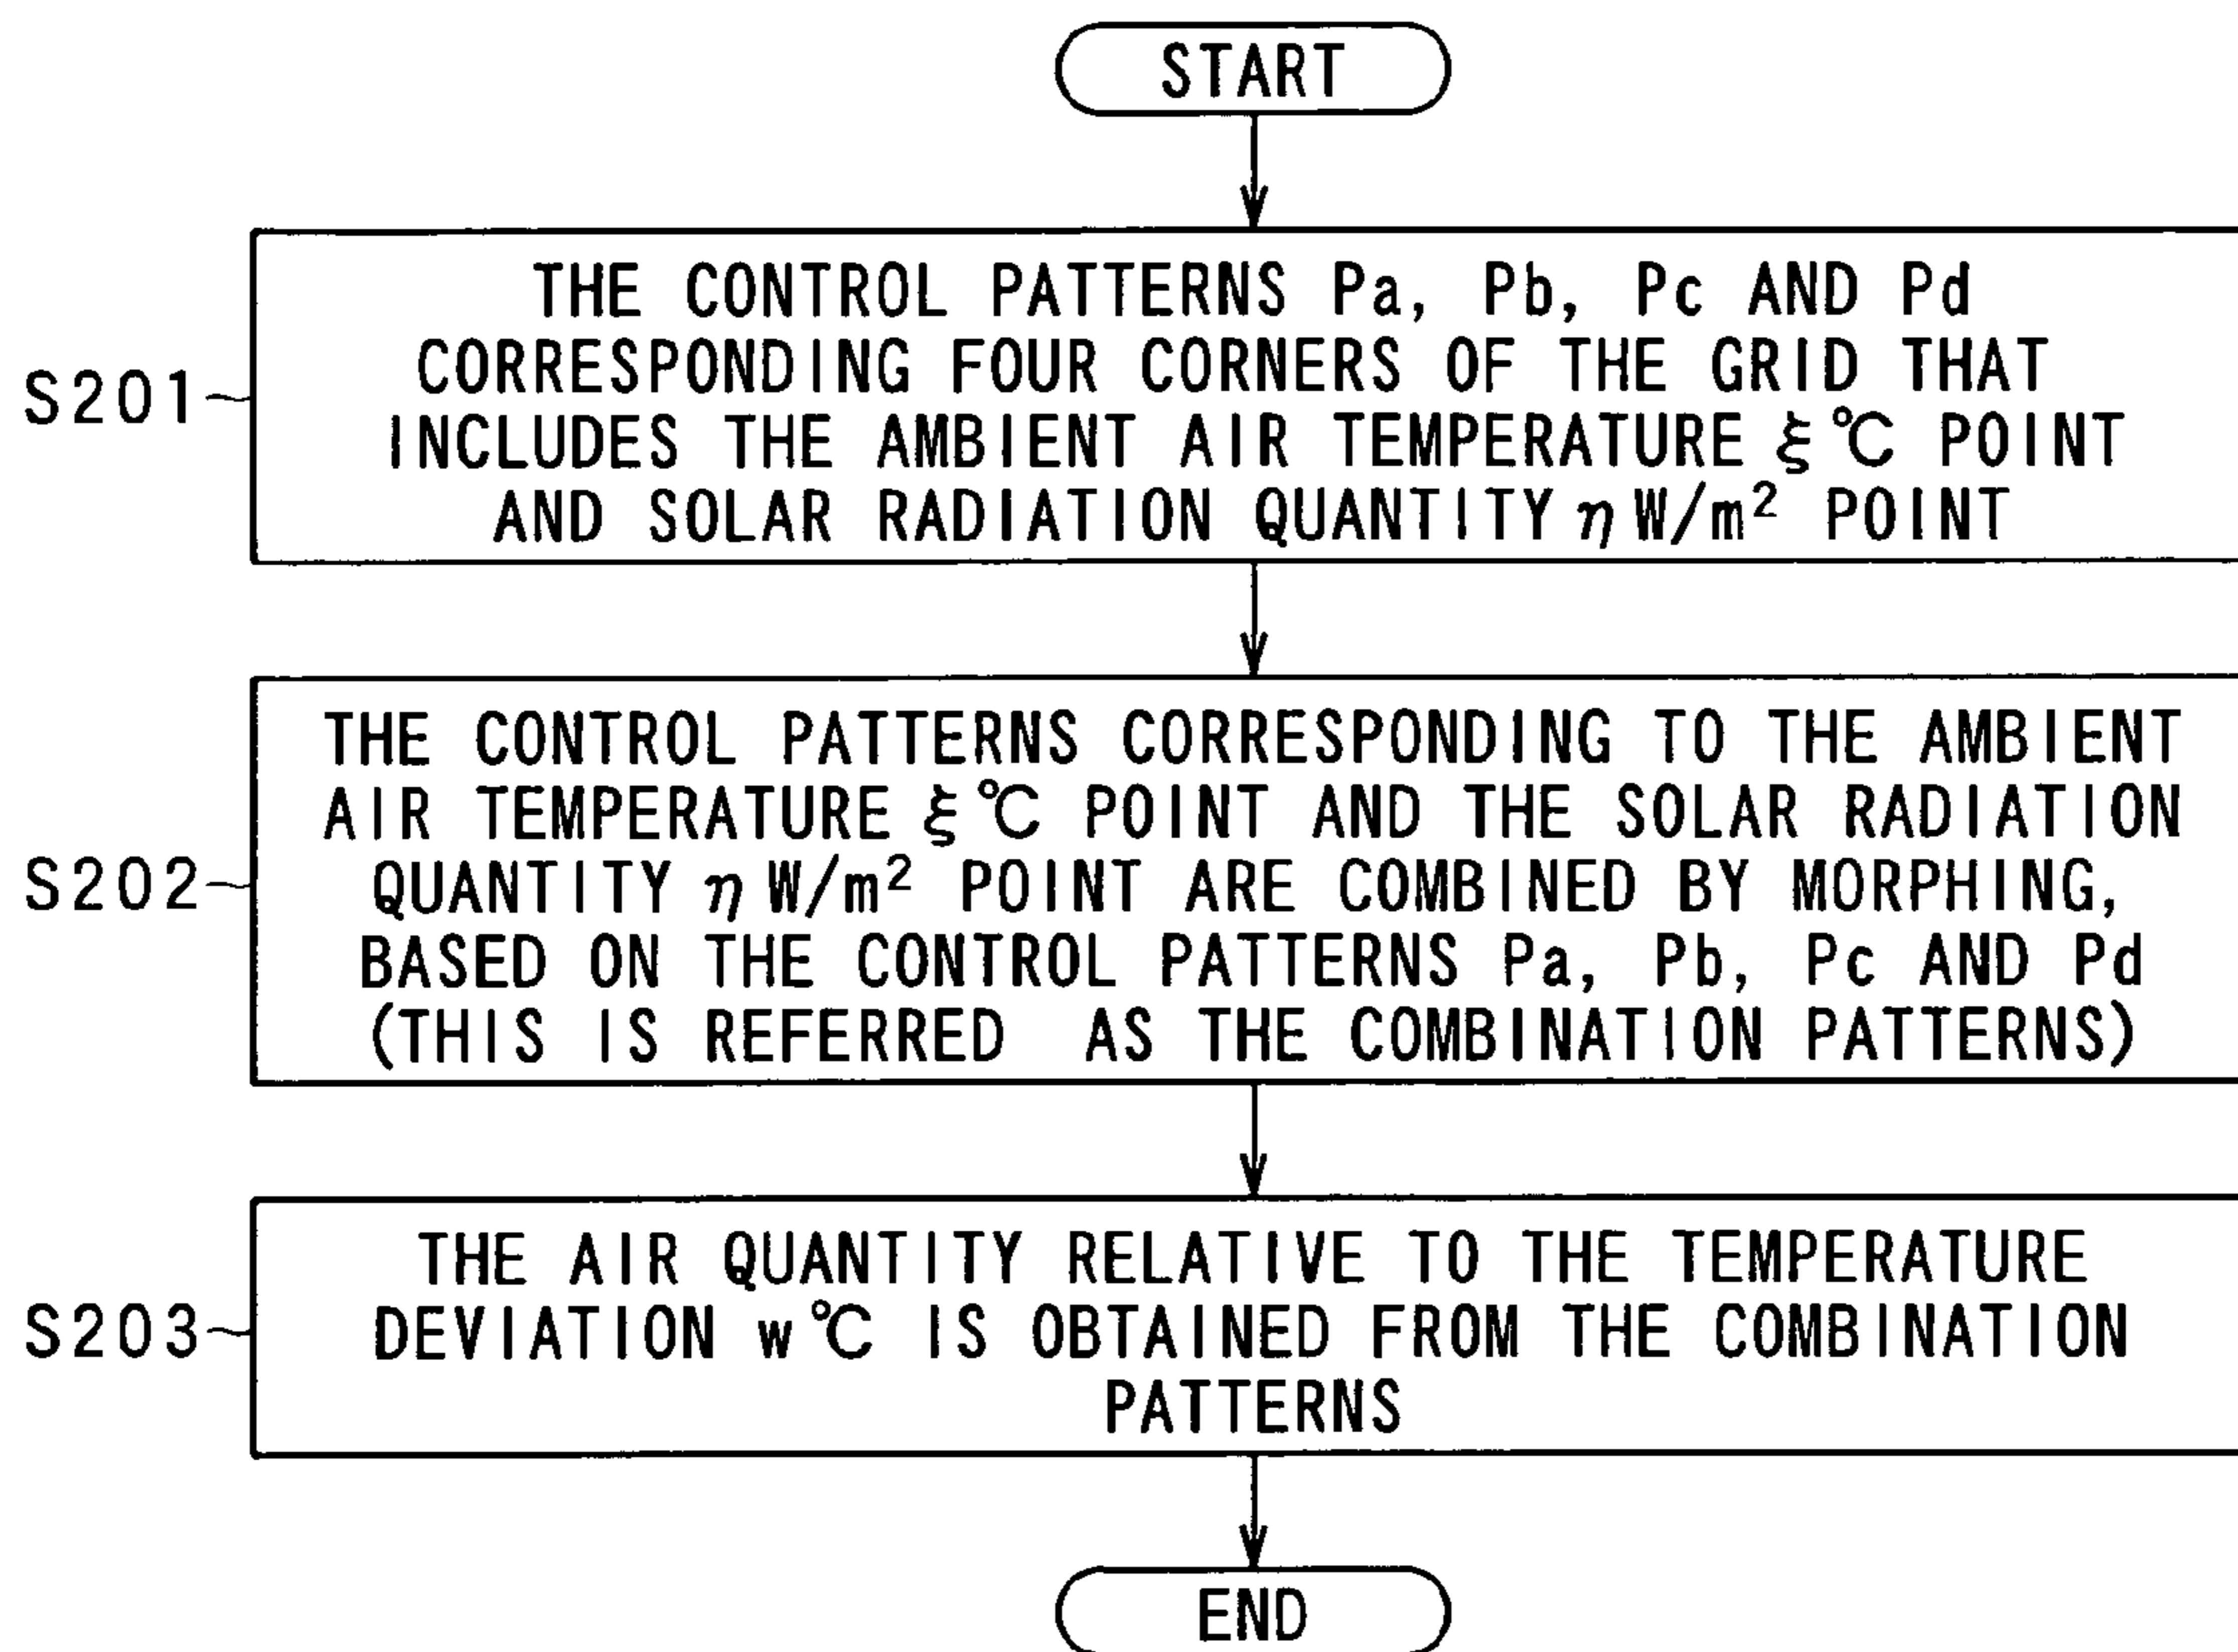 START
THE CONTROL PATTERNS Pa, Pb, Pc AND Pd
CORRESPONDING FOUR CORNERS OF THE GRID THAT
S201
INCLUDES THE AMBIENT AIR TEMPERATURE ξ℃ POINT
AND SOLAR RADIATION QUANTITY η W/m² POINT
THE CONTROL PATTERNS CORRESPONDING TO THE AMBIENT
AIR TEMPERATURE ξ℃ POINT AND THE SOLAR RADIATION
S202
QUANTITY η W/m² POINT ARE COMBINED BY MORPHING,
BASED ON THE CONTROL PATTERNS Pa, Pb, Pc AND Pd
(THIS IS REFERRED AS THE COMBINATION PATTERNS)
THE AIR QUANTITY RELATIVE TO THE TEMPERATURE
S203
DEVIATION w℃ IS OBTAINED FROM THE COMBINATION
PATTERNS
END